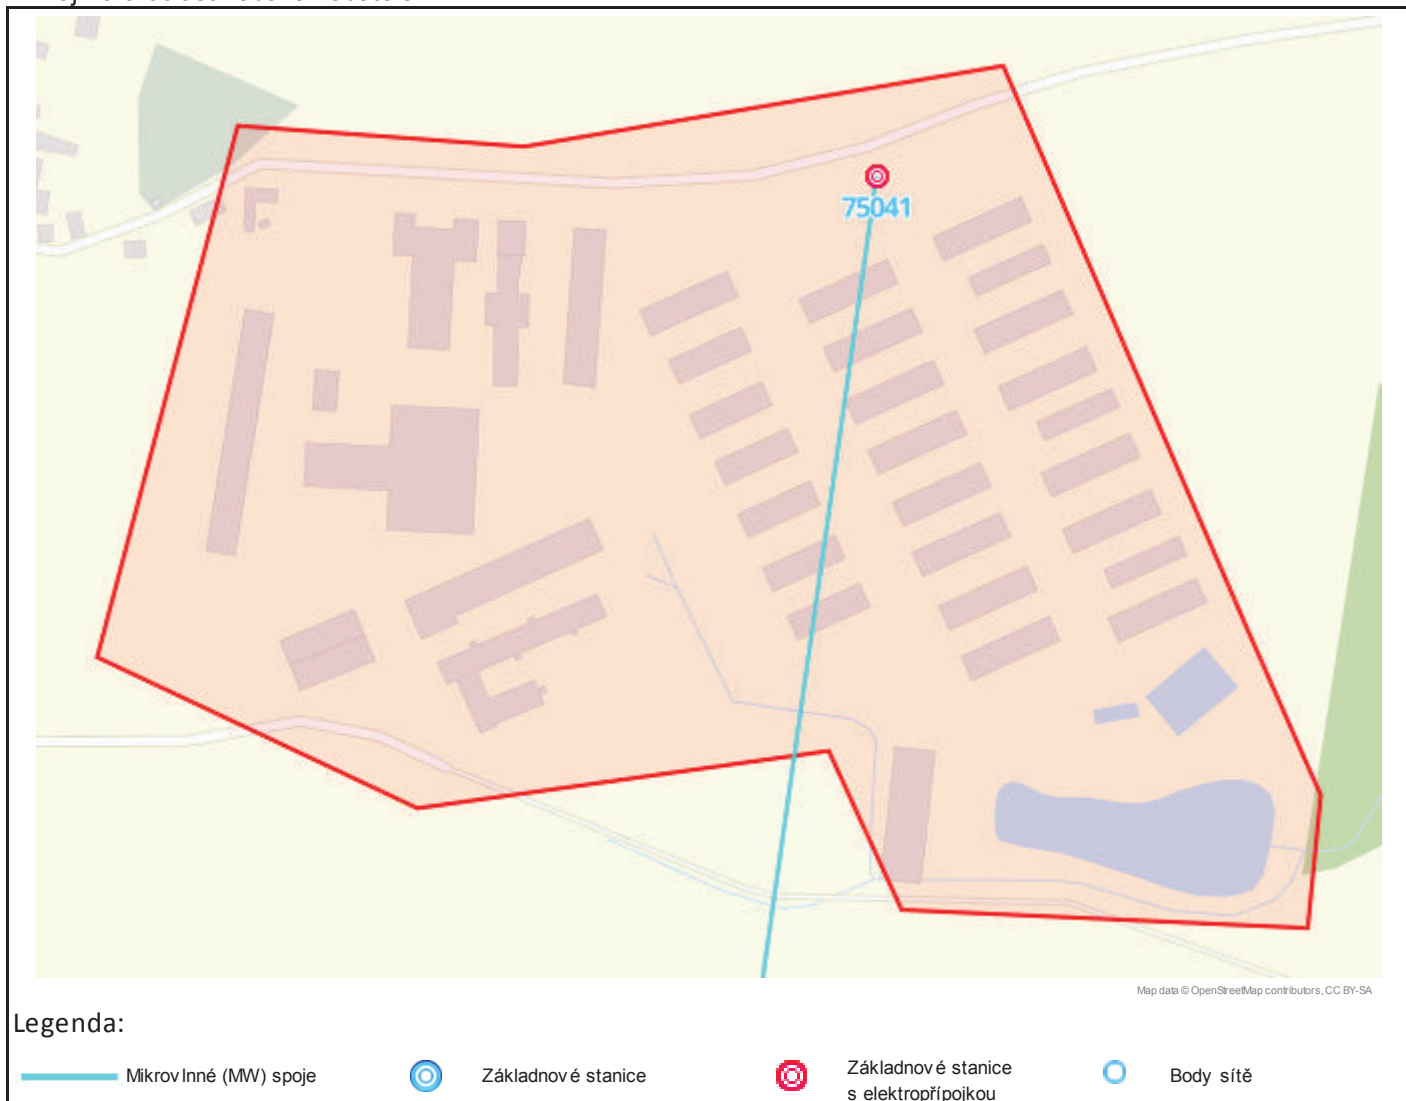 75041
Map data © OpenStreetMap contributors, CC BY-SA
Legenda:
Mikrovlnné (MW) spoje
Základnové stanice
Základnové stanice
s elektropřípojkou
Body sítě